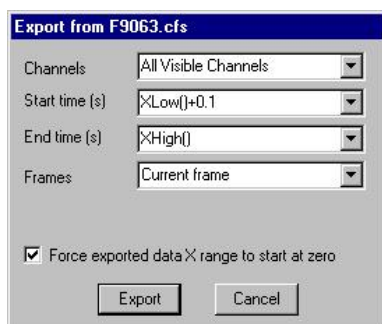 Export from F9063.cfs
Channels All Visible Channels
Start time (s) XLow()+0.1
End time (s) XHigh()
Frames Current frame
Force exported data X range to start at zero
Export Cancel